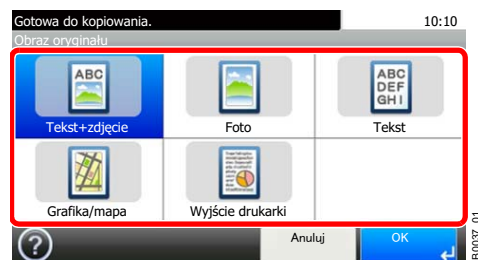 Gotowa do kopiowania. 10:10
Obraz oryginału
ABC
ABC
DEF
GHI
Tekst+zdjęcie Foto Tekst
Grafika/mapa Wyjście drukarki
? Anuluj OK
B0037_01